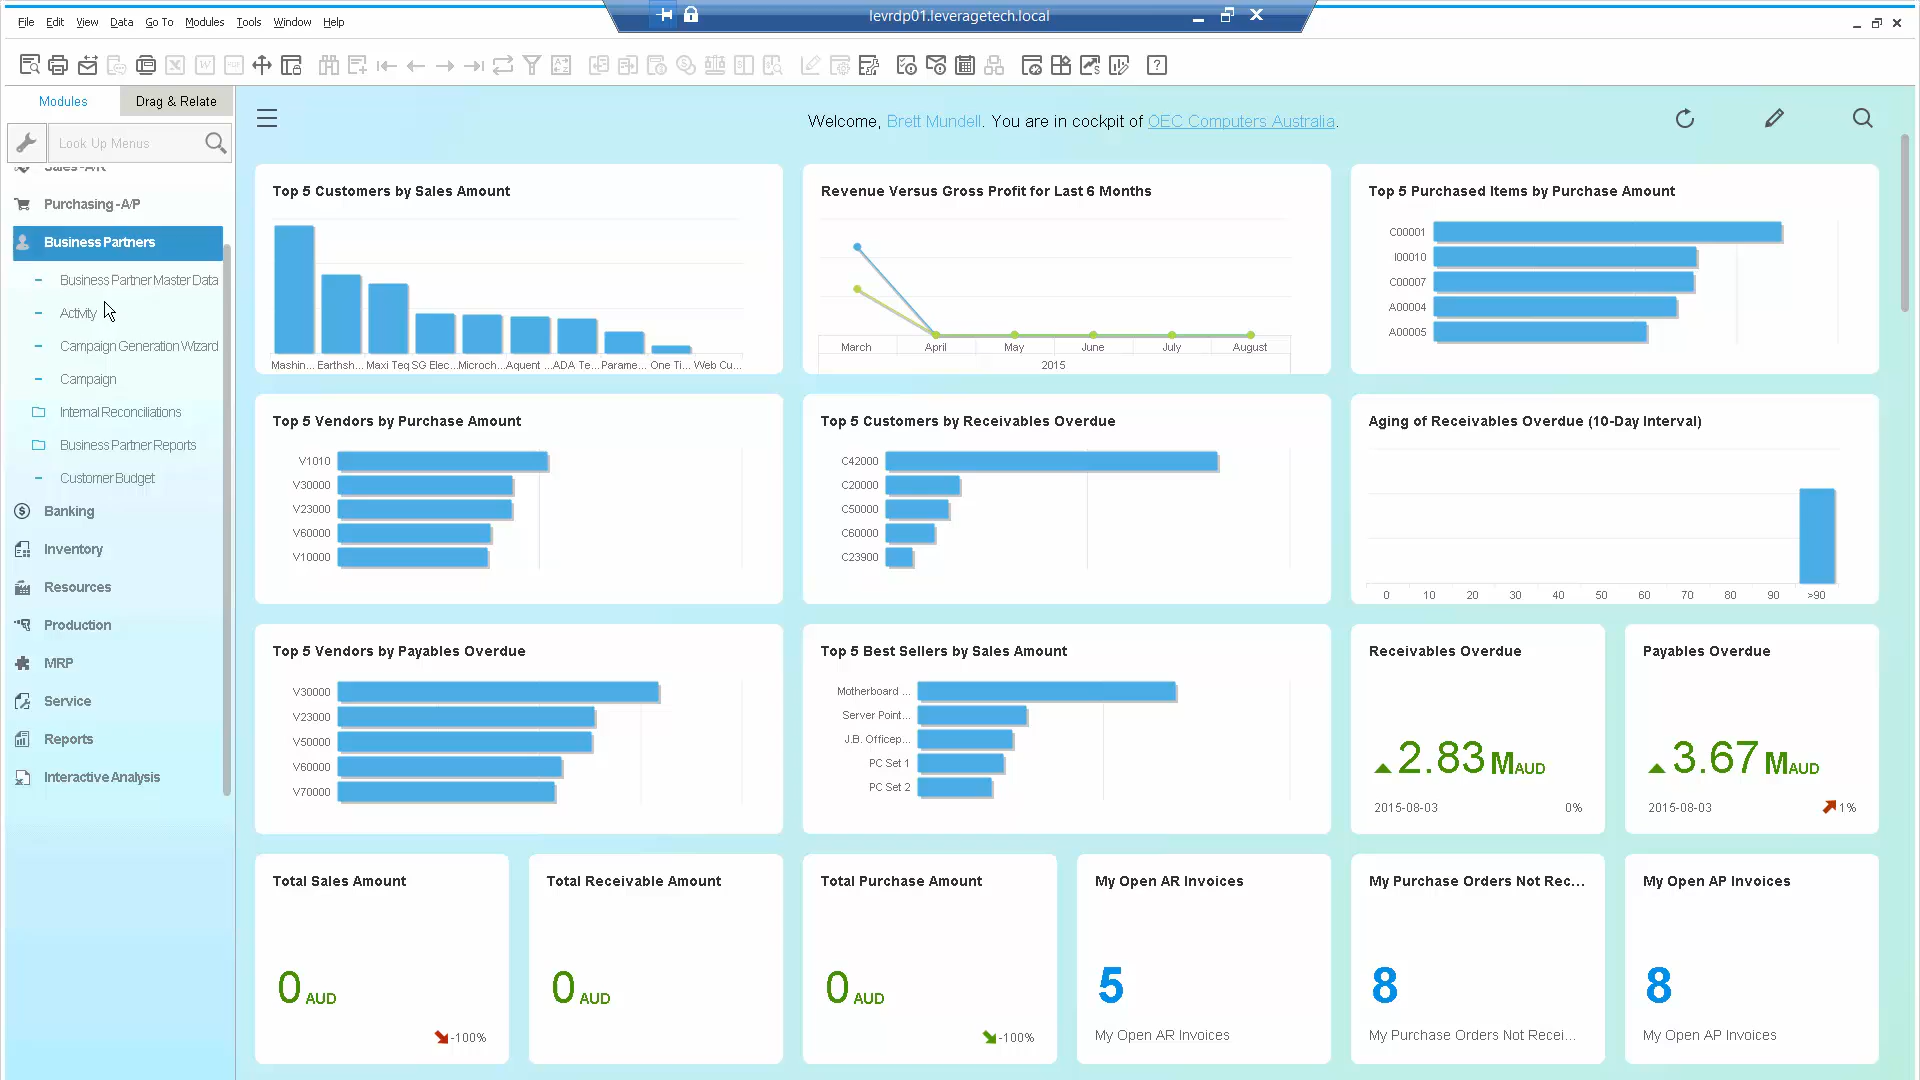 levrdp01.leveragetech.local
File Edit View Data Go To Modules Tools Window Help
Modules Drag & Relate
Look Up Menus
Sales - A/R
Purchasing - A/P
Business Partners
Business Partner Master Data
Activity
Campaign Generation Wizard
Campaign
Internal Reconciliations
Business Partner Reports
Customer Budget
Banking
Inventory
Resources
Production
MRP
Service
Reports
Interactive Analysis
Welcome, Brett Mundell. You are in cockpit of OEC Computers Australia.
Top 5 Customers by Sales Amount
Mashin... Earthsh... Maxi Teq SG Elec... Microch... Aquent ... ADA Te... Parame... One Ti... Web Cu...
Revenue Versus Gross Profit for Last 6 Months
March April May June July August
2015
Top 5 Purchased Items by Purchase Amount
C00001
I00010
C00007
A00004
A00005
Top 5 Vendors by Purchase Amount
V1010
V30000
V23000
V60000
V10000
Top 5 Customers by Receivables Overdue
C42000
C20000
C50000
C60000
C23900
Aging of Receivables Overdue (10-Day Interval)
0 10 20 30 40 50 60 70 80 90 >90
Top 5 Vendors by Payables Overdue
V30000
V23000
V50000
V60000
V70000
Top 5 Best Sellers by Sales Amount
Motherboard ...
Server Point...
J.B. Officep...
PC Set 1
PC Set 2
Receivables Overdue
2.83 M AUD
2015-08-03 0%
Payables Overdue
3.67 M AUD
2015-08-03 1%
Total Sales Amount
0 AUD
-100%
Total Receivable Amount
0 AUD
Total Purchase Amount
0 AUD
-100%
My Open AR Invoices
5
My Open AR Invoices
My Purchase Orders Not Rec...
8
My Purchase Orders Not Recei...
My Open AP Invoices
8
My Open AP Invoices